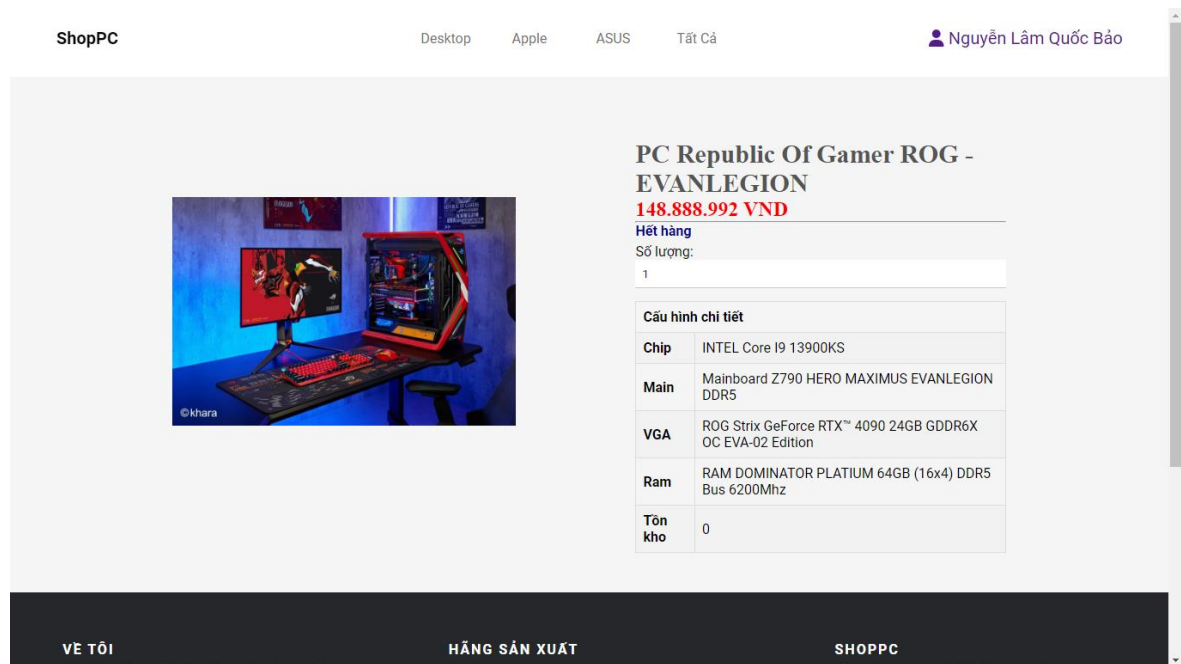 ShopPC
Desktop Apple ASUS Tất Cả
Nguyễn Lâm Quốc Bảo
PC Republic Of Gamer ROG -
EVANLEGION
148.888.992 VND
Hết hàng
Số lượng:
1
Cấu hình chi tiết
Chip INTEL Core I9 13900KS
Main Mainboard Z790 HERO MAXIMUS EVANLEGION
DDR5
VGA ROG Strix GeForce RTX™ 4090 24GB GDDR6X
OC EVA-02 Edition
Ram RAM DOMINATOR PLATIUM 64GB (16x4) DDR5
Bus 6200Mhz
Tồn
kho
0
©khara
VỀ TÔI
HÃNG SẢN XUẤT
SHOPPC